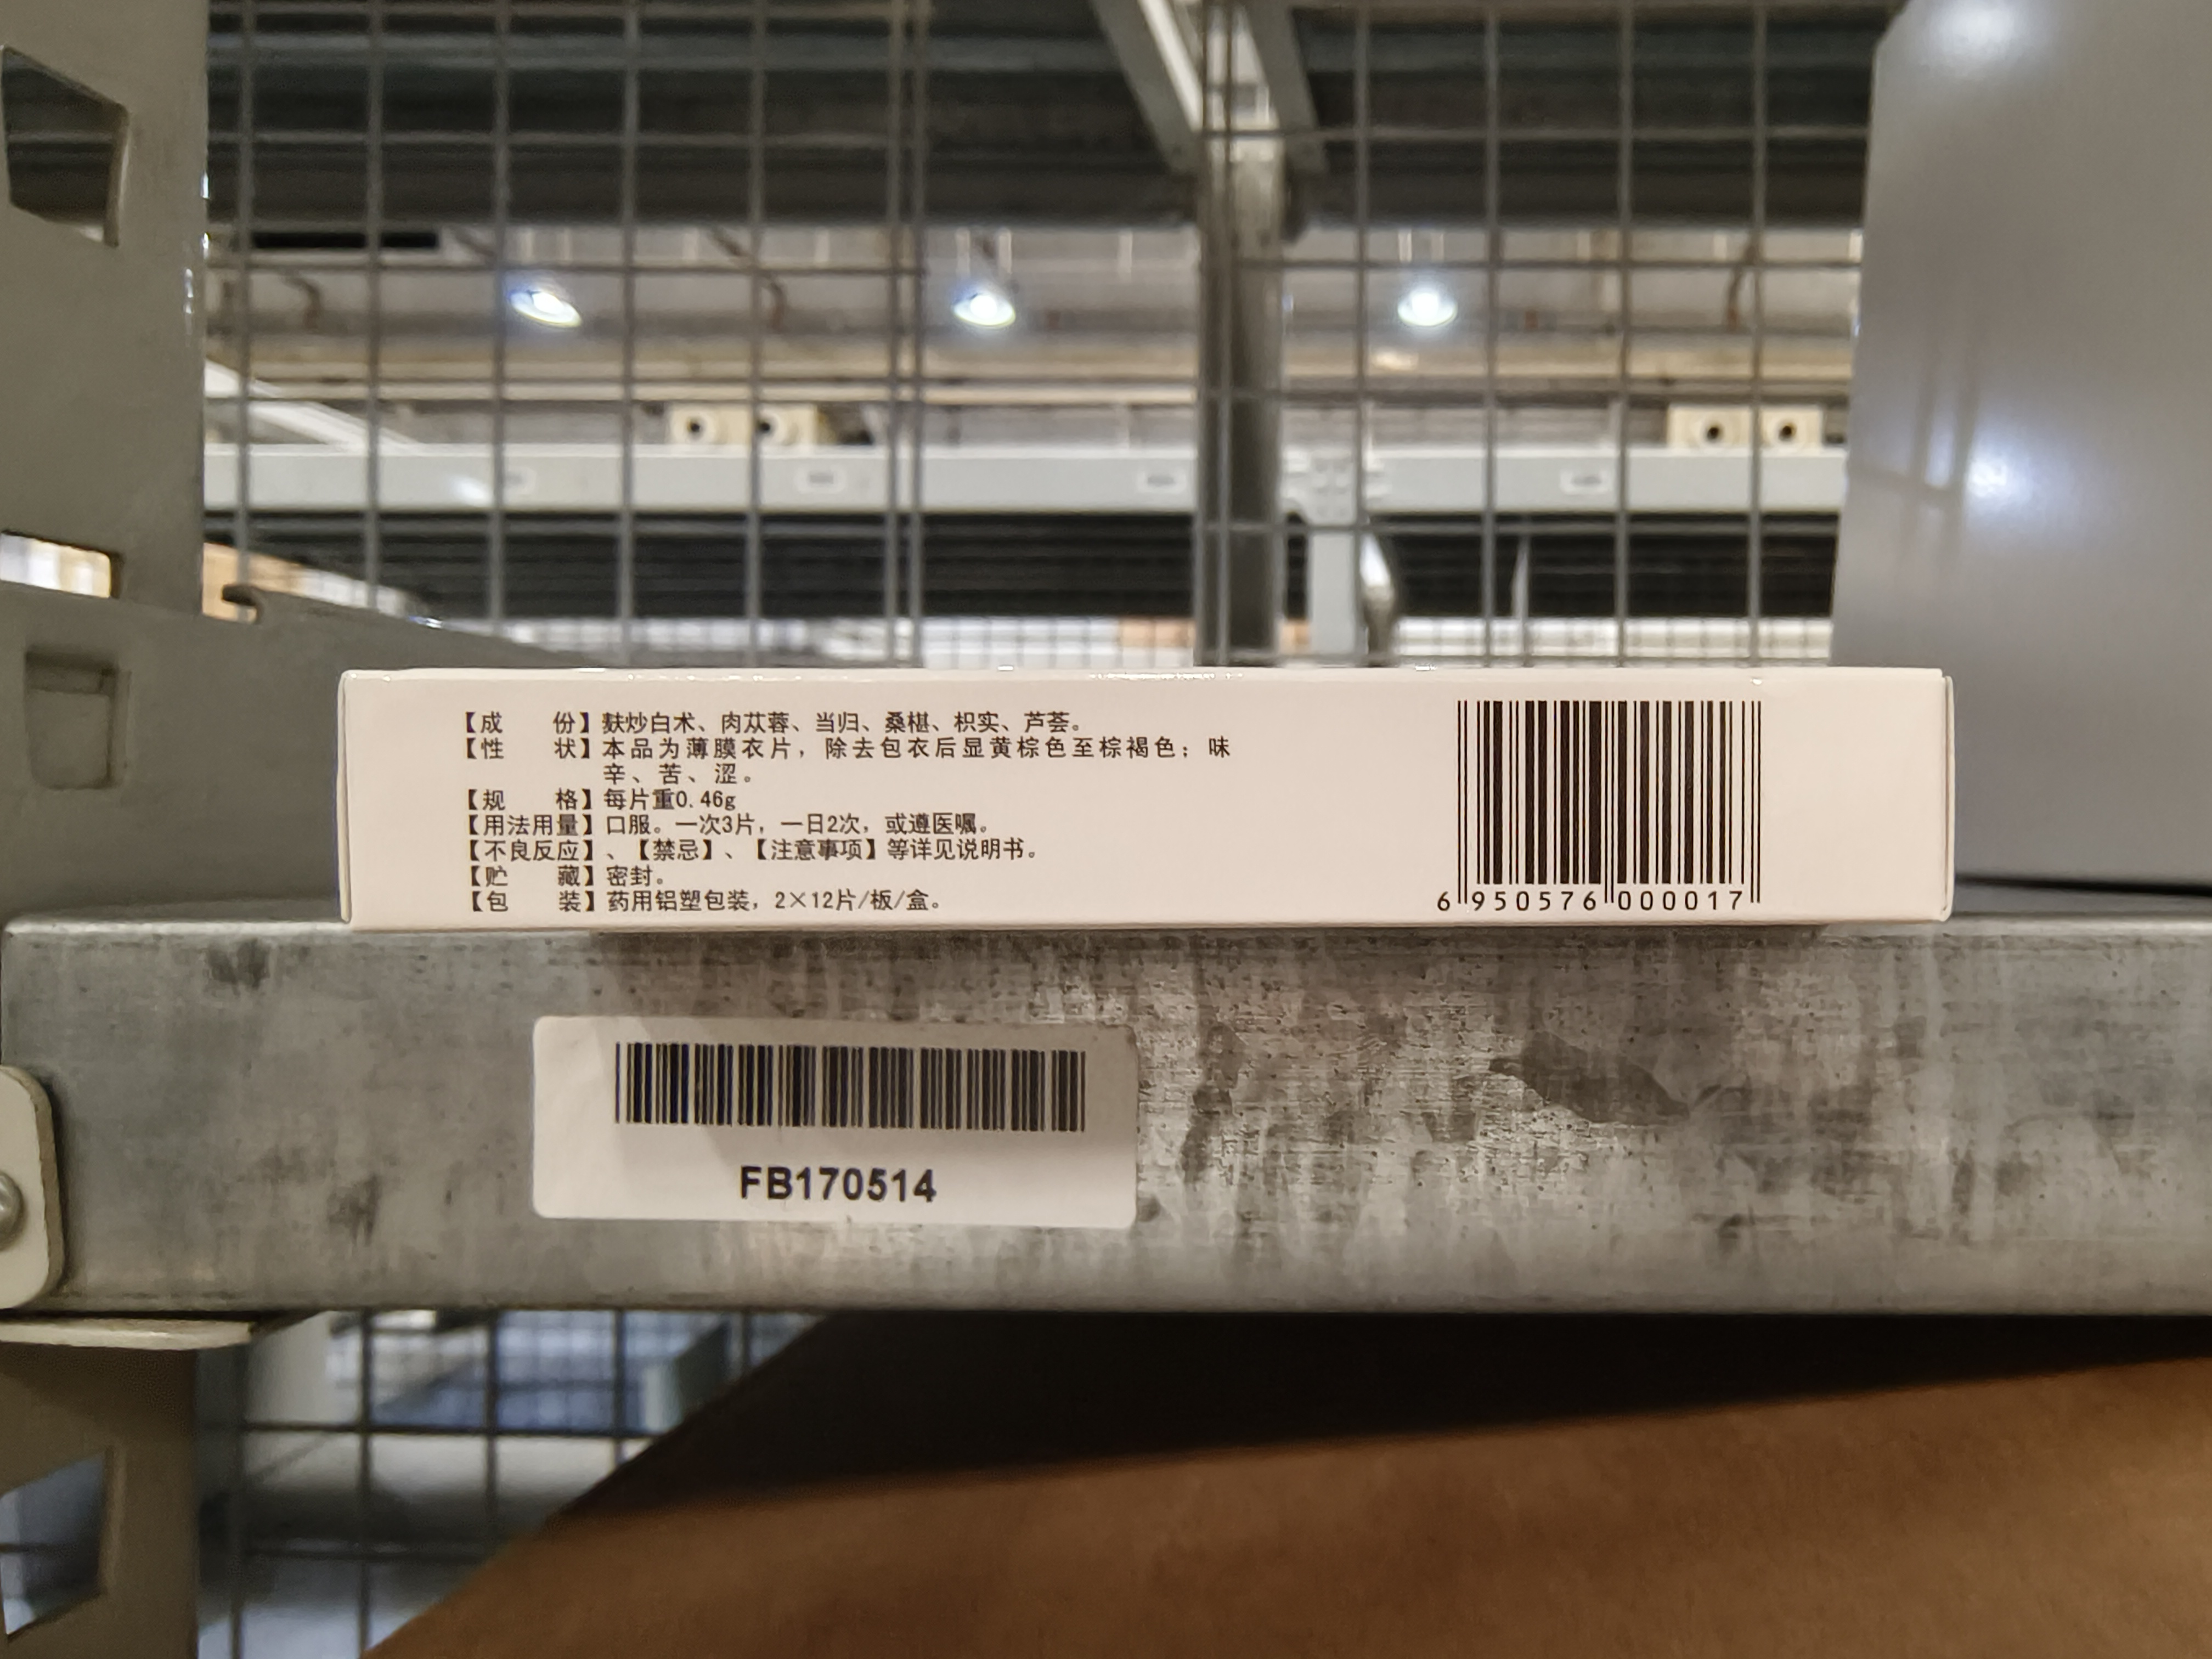 【成　　份】麸炒白术、肉苁蓉、当归、桑椹、枳实、芦荟。
【性　　状】本品为薄膜衣片，除去包衣后显黄棕色至棕褐色；味
辛、苦、涩。
【规　　格】每片重0.46g
【用法用量】口服。一次3片，一日2次，或遵医嘱。
【不良反应】、【禁忌】、【注意事项】等详见说明书。
【贮　　藏】密封。
【包　　装】药用铝塑包装，2×12片/板/盒。
6 950576 000017
FB170514